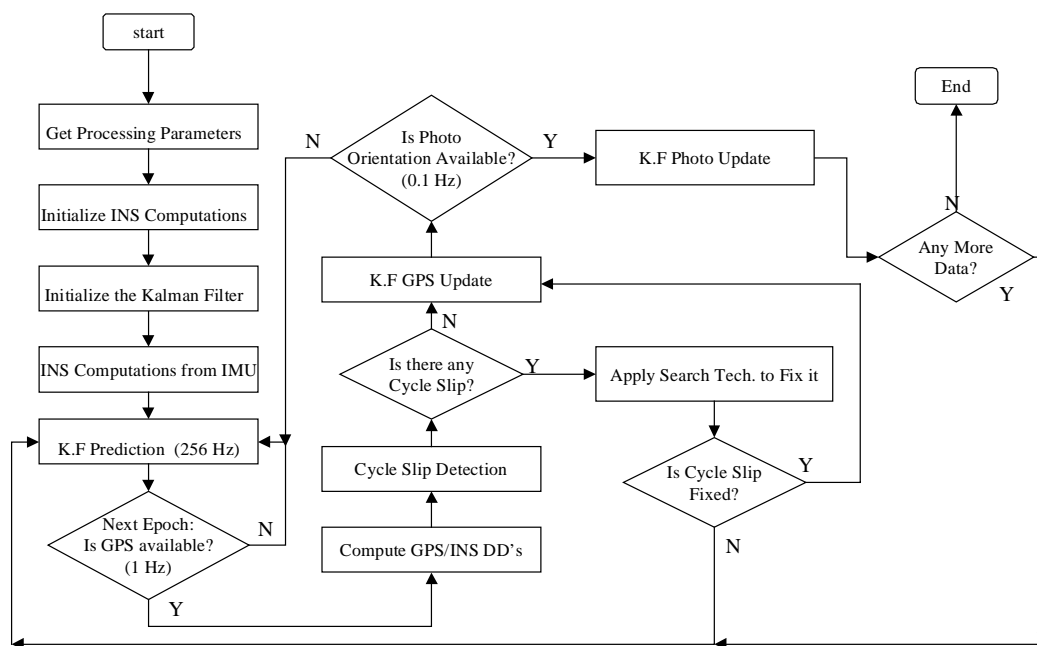 start
Get Processing Parameters
Initialize INS Computations
Initialize the Kalman Filter
INS Computations from IMU
K.F Prediction (256 Hz)
Next Epoch:
Is GPS available?
(1 Hz)
N
Y
Compute GPS/INS DD's
Cycle Slip Detection
Is there any
Cycle Slip?
N
Y
Apply Search Tech. to Fix it
Is Cycle Slip
Fixed?
Y
N
K.F GPS Update
Is Photo
Orientation Available?
(0.1 Hz)
N
Y
K.F Photo Update
Any More
Data?
N
Y
End